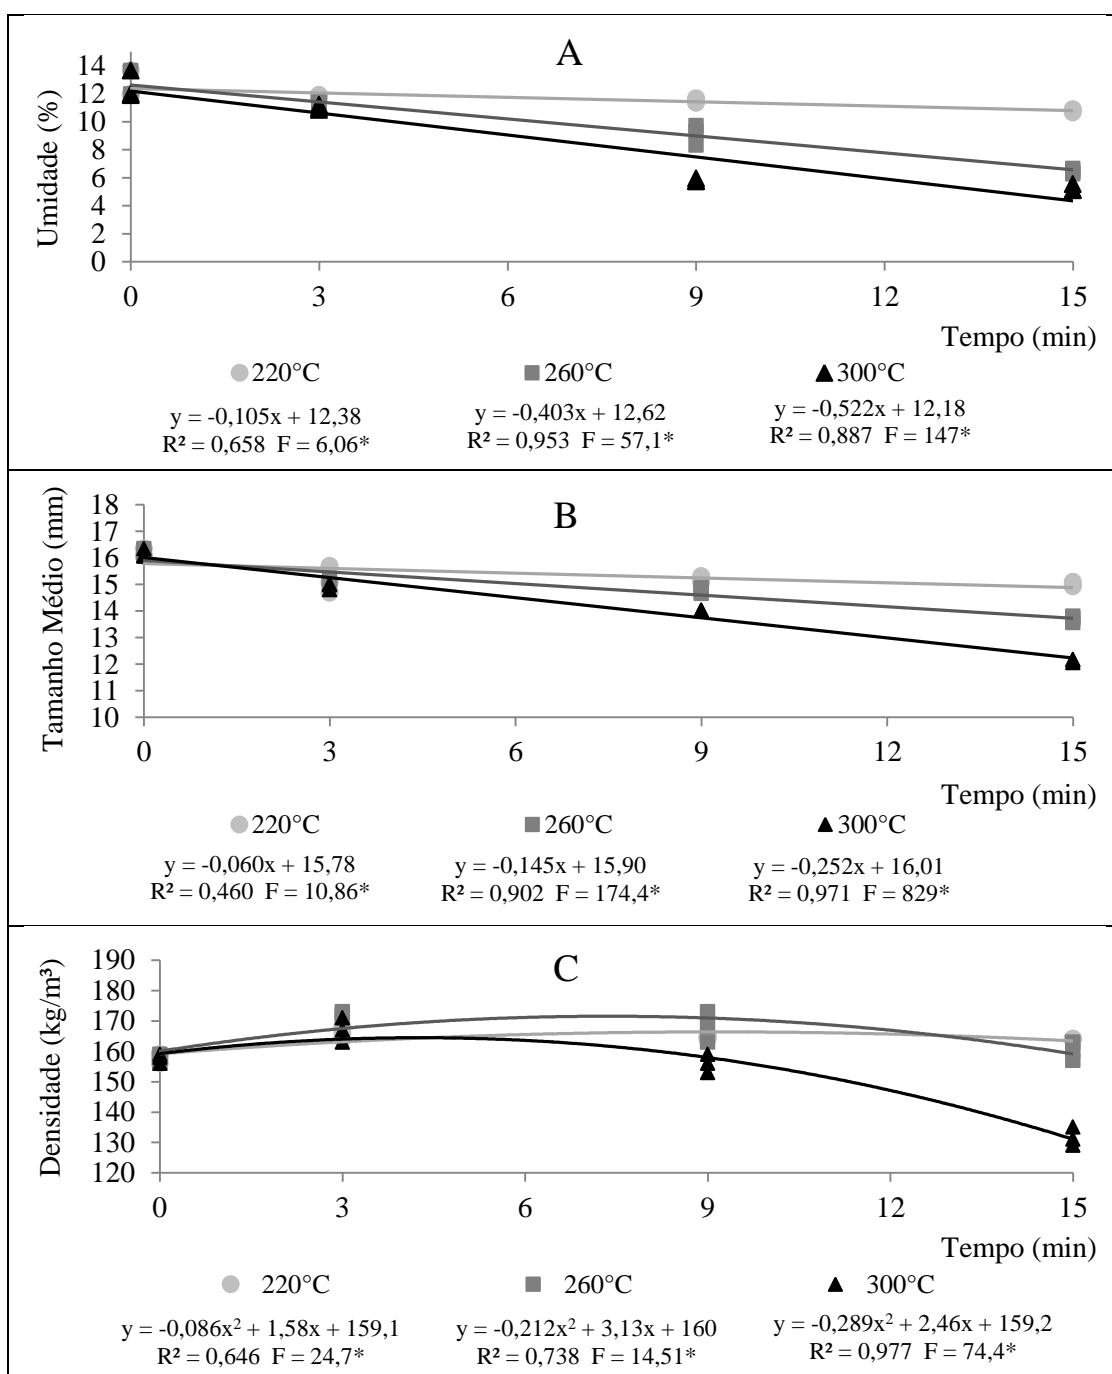 A
Umidade (%)
14
12
10
8
6
4
2
0
0 3 6 9 12 15
Tempo (min)
220°C 260°C 300°C
y = -0,105x + 12,38 y = -0,403x + 12,62 y = -0,522x + 12,18
R² = 0,658 F = 6,06* R² = 0,953 F = 57,1* R² = 0,887 F = 147*
B
Tamanho Médio (mm)
18
17
16
15
14
13
12
11
10
0 3 6 9 12 15
Tempo (min)
220°C 260°C 300°C
y = -0,060x + 15,78 y = -0,145x + 15,90 y = -0,252x + 16,01
R² = 0,460 F = 10,86* R² = 0,902 F = 174,4* R² = 0,971 F = 829*
C
Densidade (kg/m³)
190
180
170
160
150
140
130
120
0 3 6 9 12 15
Tempo (min)
220°C 260°C 300°C
y = -0,086x² + 1,58x + 159,1 y = -0,212x² + 3,13x + 160 y = -0,289x² + 2,46x + 159,2
R² = 0,646 F = 24,7* R² = 0,738 F = 14,51* R² = 0,977 F = 74,4*